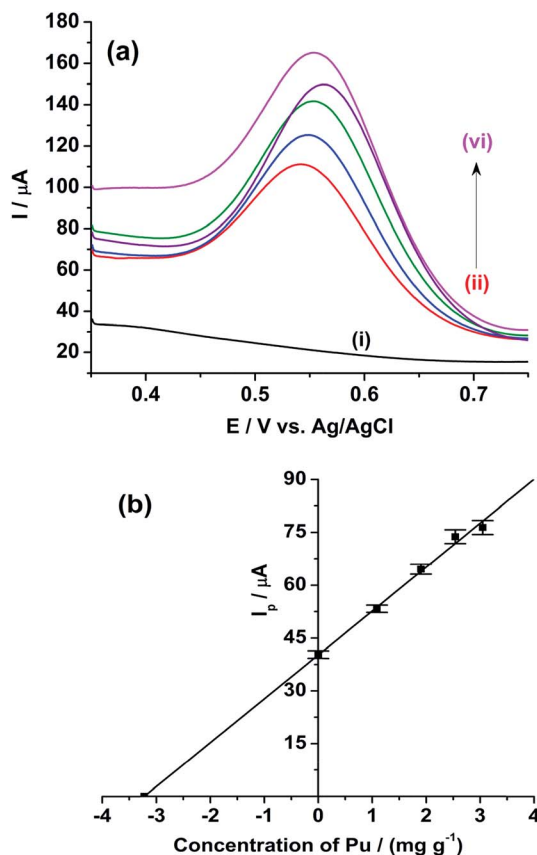 (a)
I / μA
180
160
140
120
100
80
60
40
20
(vi)
(ii)
(i)
0.4 0.5 0.6 0.7
E / V vs. Ag/AgCl
(b)
Ip / μA
90
75
60
45
30
15
-4 -3 -2 -1 0 1 2 3 4
Concentration of Pu / (mg g⁻¹)